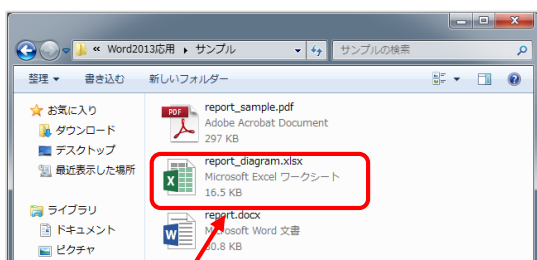 « Word2013応用 ▸ サンプル
サンプルの検索
整理 ▼ 書き込む 新しいフォルダー
お気に入り
ダウンロード
デスクトップ
最近表示した場所
ライブラリ
ドキュメント
ピクチャ
PDF
report_sample.pdf
Adobe Acrobat Document
297 KB
report_diagram.xlsx
Microsoft Excel ワークシート
16.5 KB
report.docx
Microsoft Word 文書
0.8 KB